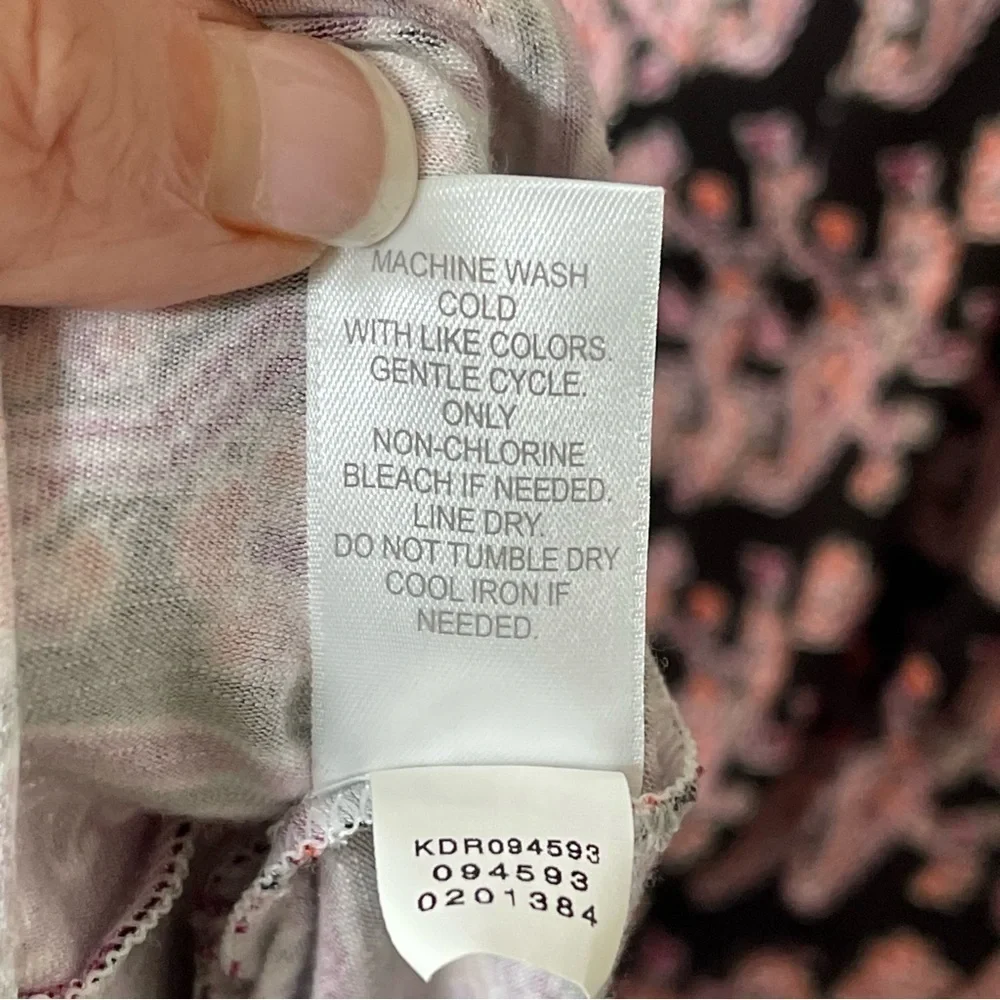 MACHINE WASH
COLD
WITH LIKE COLORS.
GENTLE CYCLE.
ONLY
NON-CHLORINE
BLEACH IF NEEDED.
LINE DRY.
DO NOT TUMBLE DRY
COOL IRON IF
NEEDED.
KDR094593
094593
0201384